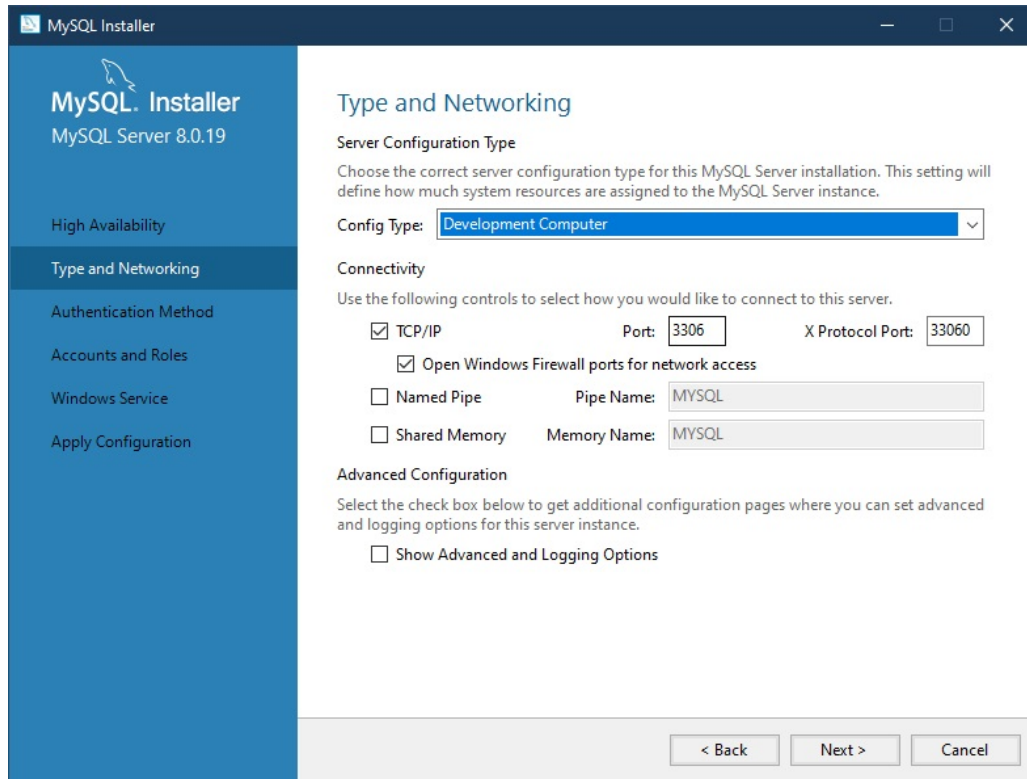 MySQL Installer
MySQL. Installer
MySQL Server 8.0.19
High Availability
Type and Networking
Authentication Method
Accounts and Roles
Windows Service
Apply Configuration
Type and Networking
Server Configuration Type
Choose the correct server configuration type for this MySQL Server installation. This setting will
define how much system resources are assigned to the MySQL Server instance.
Config Type: Development Computer
Connectivity
Use the following controls to select how you would like to connect to this server.
TCP/IP Port: 3306 X Protocol Port: 33060
Open Windows Firewall ports for network access
Named Pipe Pipe Name: MYSQL
Shared Memory Memory Name: MYSQL
Advanced Configuration
Select the check box below to get additional configuration pages where you can set advanced
and logging options for this server instance.
Show Advanced and Logging Options
< Back Next > Cancel